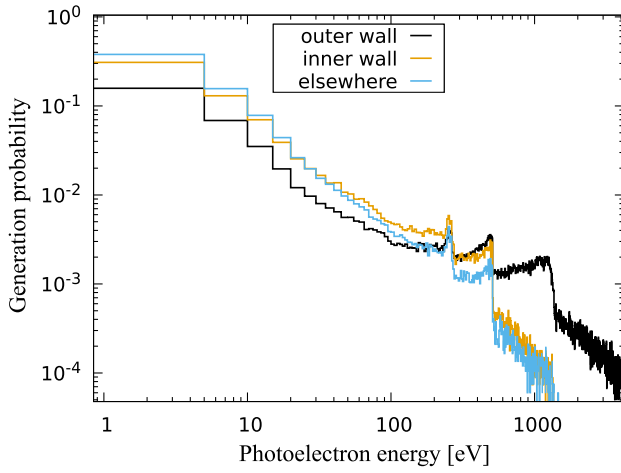 10^0
10^-1
10^-2
10^-3
10^-4
Generation probability
outer wall
inner wall
elsewhere
1 10 100 1000
Photoelectron energy [eV]